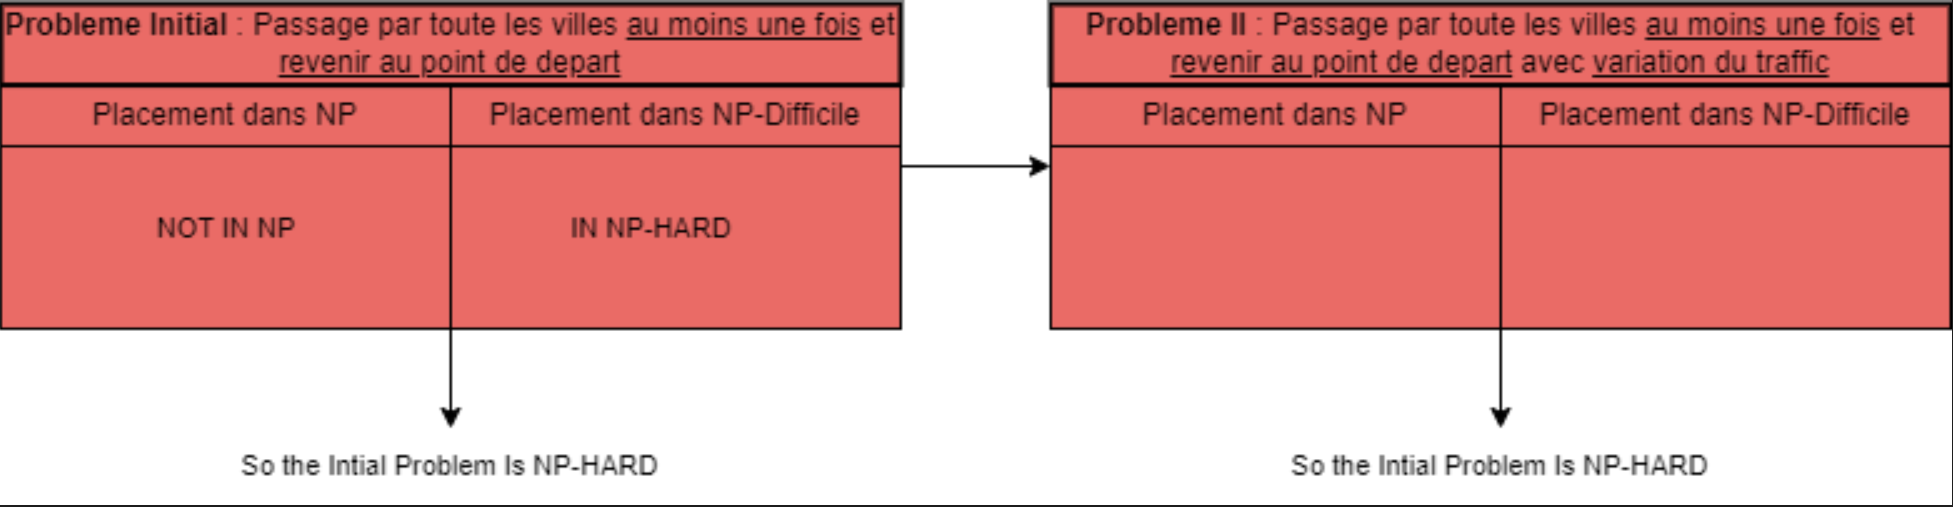 Probleme Initial : Passage par toute les villes au moins une fois et
revenir au point de depart
Placement dans NP
Placement dans NP-Difficile
NOT IN NP
IN NP-HARD
So the Intial Problem Is NP-HARD
Probleme II : Passage par toute les villes au moins une fois et
revenir au point de depart avec variation du traffic
Placement dans NP
Placement dans NP-Difficile
So the Intial Problem Is NP-HARD